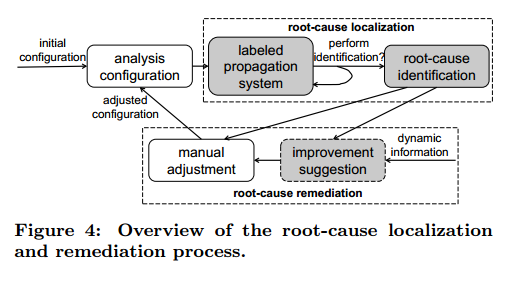 root-cause localization
initial
configuration
analysis
configuration
labeled
propagation
system
perform
identification?
root-cause
identification
adjusted
configuration
manual
adjustment
improvement
suggestion
dynamic
information
root-cause remediation
Figure 4: Overview of the root-cause localization
and remediation process.